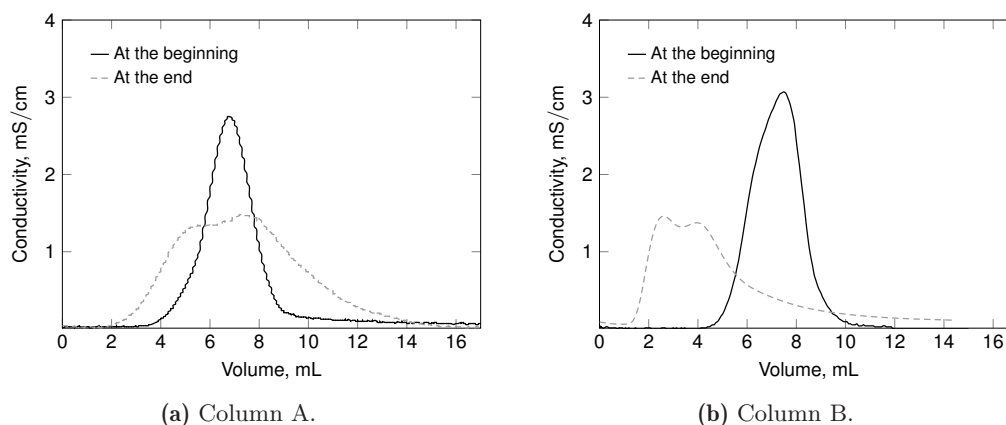 4
3
2
1
Conductivity, mS/cm
At the beginning
At the end
0 2 4 6 8 10 12 14 16
Volume, mL
(a) Column A.
4
3
2
1
Conductivity, mS/cm
At the beginning
At the end
0 2 4 6 8 10 12 14 16
Volume, mL
(b) Column B.